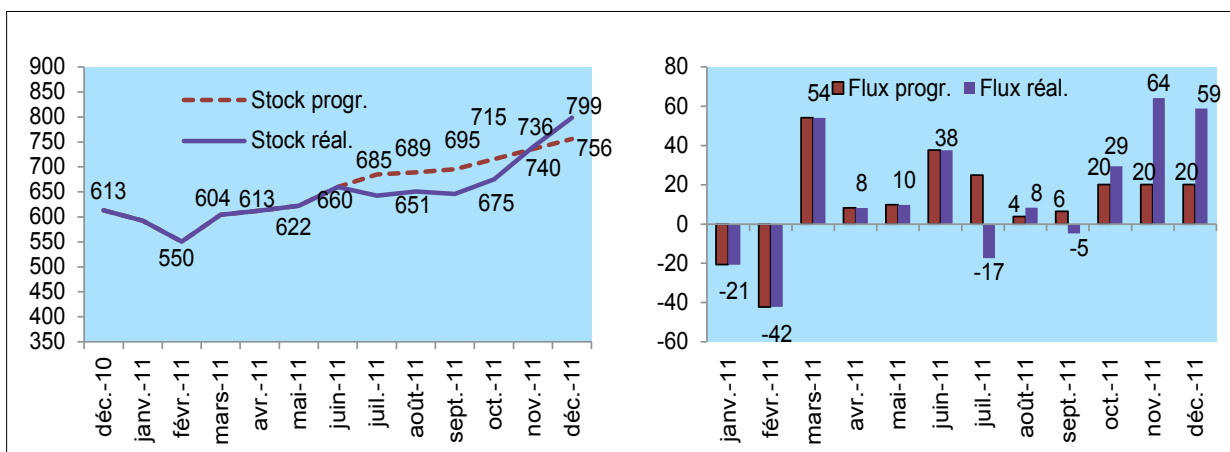 900
850
800
750
700
650
600
550
500
450
400
350
Stock progr.
Stock réal.
613
550
604
613
622
660
685
651
689
695
715
675
736
740
799
756
déc.-10
janv.-11
févr.-11
mars-11
avr.-11
mai-11
juin-11
juil.-11
août-11
sept.-11
oct.-11
nov.-11
déc.-11
80
60
40
20
0
-20
-40
-60
Flux progr.
Flux réal.
-21
-42
54
8
10
38
-17
4
8
6
-5
20
29
20
64
20
59
janv.-11
févr.-11
mars-11
avr.-11
mai-11
juin-11
juil.-11
août-11
sept.-11
oct.-11
nov.-11
déc.-11